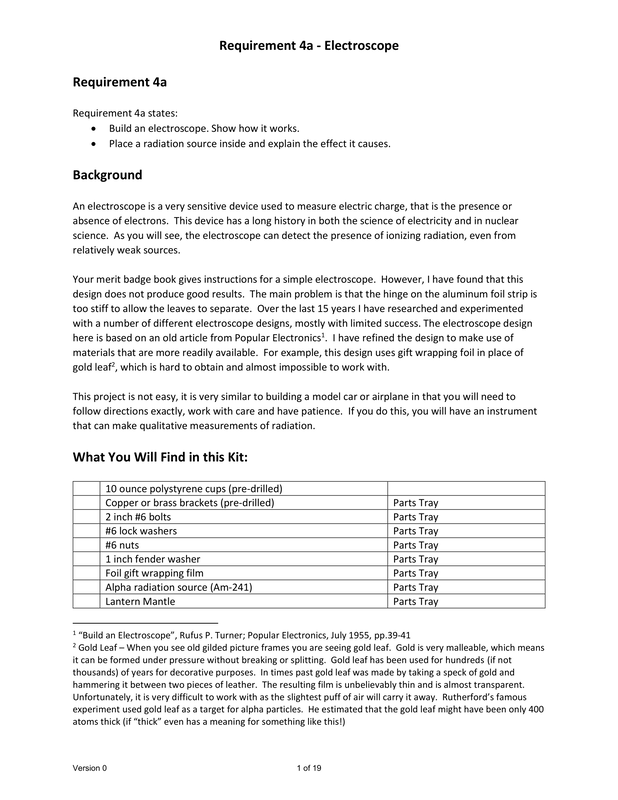 Requirement 4a - Electroscope
Requirement 4a
Requirement 4a states:
• Build an electroscope. Show how it works.
• Place a radiation source inside and explain the effect it causes.
Background
An electroscope is a very sensitive device used to measure electric charge, that is the presence or
absence of electrons. This device has a long history in both the science of electricity and in nuclear
science. As you will see, the electroscope can detect the presence of ionizing radiation, even from
relatively weak sources.
Your merit badge book gives instructions for a simple electroscope. However, I have found that this
design does not produce good results. The main problem is that the hinge on the aluminum foil strip is
too stiff to allow the leaves to separate. Over the last 15 years I have researched and experimented
with a number of different electroscope designs, mostly with limited success. The electroscope design
here is based on an old article from Popular Electronics1. I have refined the design to make use of
materials that are more readily available. For example, this design uses gift wrapping foil in place of
gold leaf2, which is hard to obtain and almost impossible to work with.
This project is not easy, it is very similar to building a model car or airplane in that you will need to
follow directions exactly, work with care and have patience. If you do this, you will have an instrument
that can make qualitative measurements of radiation.
What You Will Find in this Kit:
10 ounce polystyrene cups (pre-drilled)
Copper or brass brackets (pre-drilled) Parts Tray
2 inch #6 bolts Parts Tray
#6 lock washers Parts Tray
#6 nuts Parts Tray
1 inch fender washer Parts Tray
Foil gift wrapping film Parts Tray
Alpha radiation source (Am-241) Parts Tray
Lantern Mantle Parts Tray
1 "Build an Electroscope", Rufus P. Turner; Popular Electronics, July 1955, pp.39-41
2 Gold Leaf – When you see old gilded picture frames you are seeing gold leaf. Gold is very malleable, which means
it can be formed under pressure without breaking or splitting. Gold leaf has been used for hundreds (if not
thousands) of years for decorative purposes. In times past gold leaf was made by taking a speck of gold and
hammering it between two pieces of leather. The resulting film is unbelievably thin and is almost transparent.
Unfortunately, it is very difficult to work with as the slightest puff of air will carry it away. Rutherford's famous
experiment used gold leaf as a target for alpha particles. He estimated that the gold leaf might have been only 400
atoms thick (if "thick" even has a meaning for something like this!)
Version 0 1 of 19